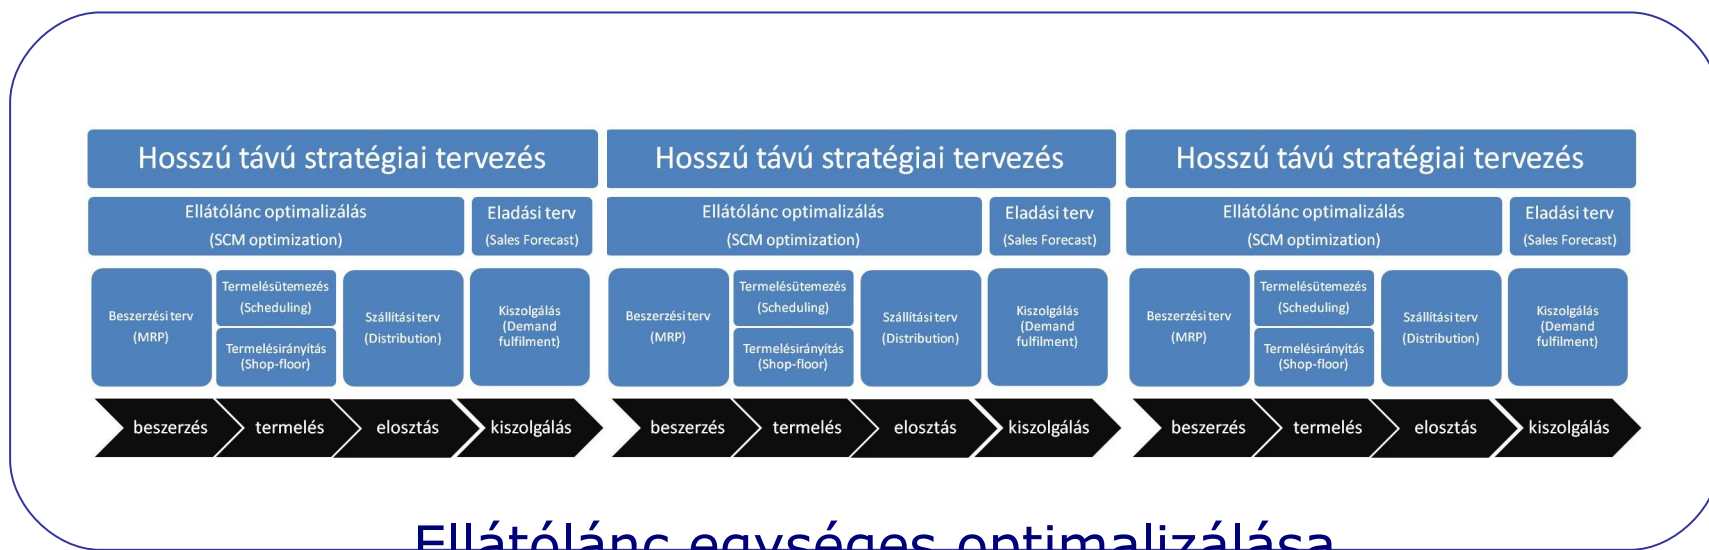 Hosszú távú stratégiai tervezés
Ellátólánc optimalizálás
(SCM optimization)
Eladási terv
(Sales Forecast)
Beszerzési terv
(MRP)
Termelésütemezés
(Scheduling)
Termelésirányítás
(Shop-floor)
Szállítási terv
(Distribution)
Kiszolgálás
(Demand
fulfilment)
beszerzés
termelés
elosztás
kiszolgálás
Hosszú távú stratégiai tervezés
Ellátólánc optimalizálás
(SCM optimization)
Eladási terv
(Sales Forecast)
Beszerzési terv
(MRP)
Termelésütemezés
(Scheduling)
Termelésirányítás
(Shop-floor)
Szállítási terv
(Distribution)
Kiszolgálás
(Demand
fulfilment)
beszerzés
termelés
elosztás
kiszolgálás
Hosszú távú stratégiai tervezés
Ellátólánc optimalizálás
(SCM optimization)
Eladási terv
(Sales Forecast)
Beszerzési terv
(MRP)
Termelésütemezés
(Scheduling)
Termelésirányítás
(Shop-floor)
Szállítási terv
(Distribution)
Kiszolgálás
(Demand
fulfilment)
beszerzés
termelés
elosztás
kiszolgálás
Ellátólánc egységes optimalizálása